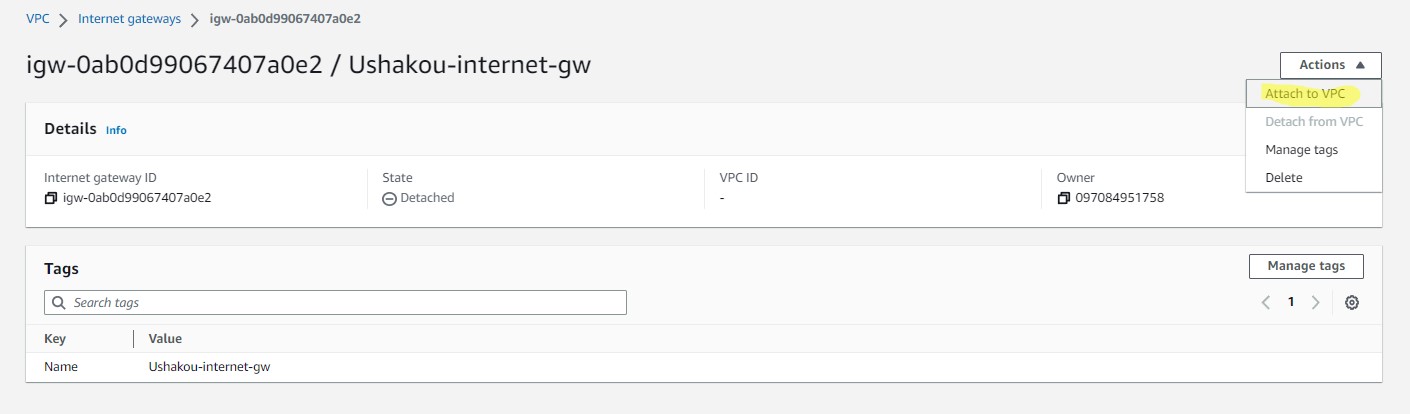 VPC > Internet gateways > igw-0ab0d99067407a0e2
igw-0ab0d99067407a0e2 / Ushakou-internet-gw
Actions
Attach to VPC
Detach from VPC
Manage tags
Delete
Details Info
Internet gateway ID
igw-0ab0d99067407a0e2
State
Detached
VPC ID
-
Owner
097084951758
Tags
Manage tags
Search tags
1
Key Value
Name Ushakou-internet-gw